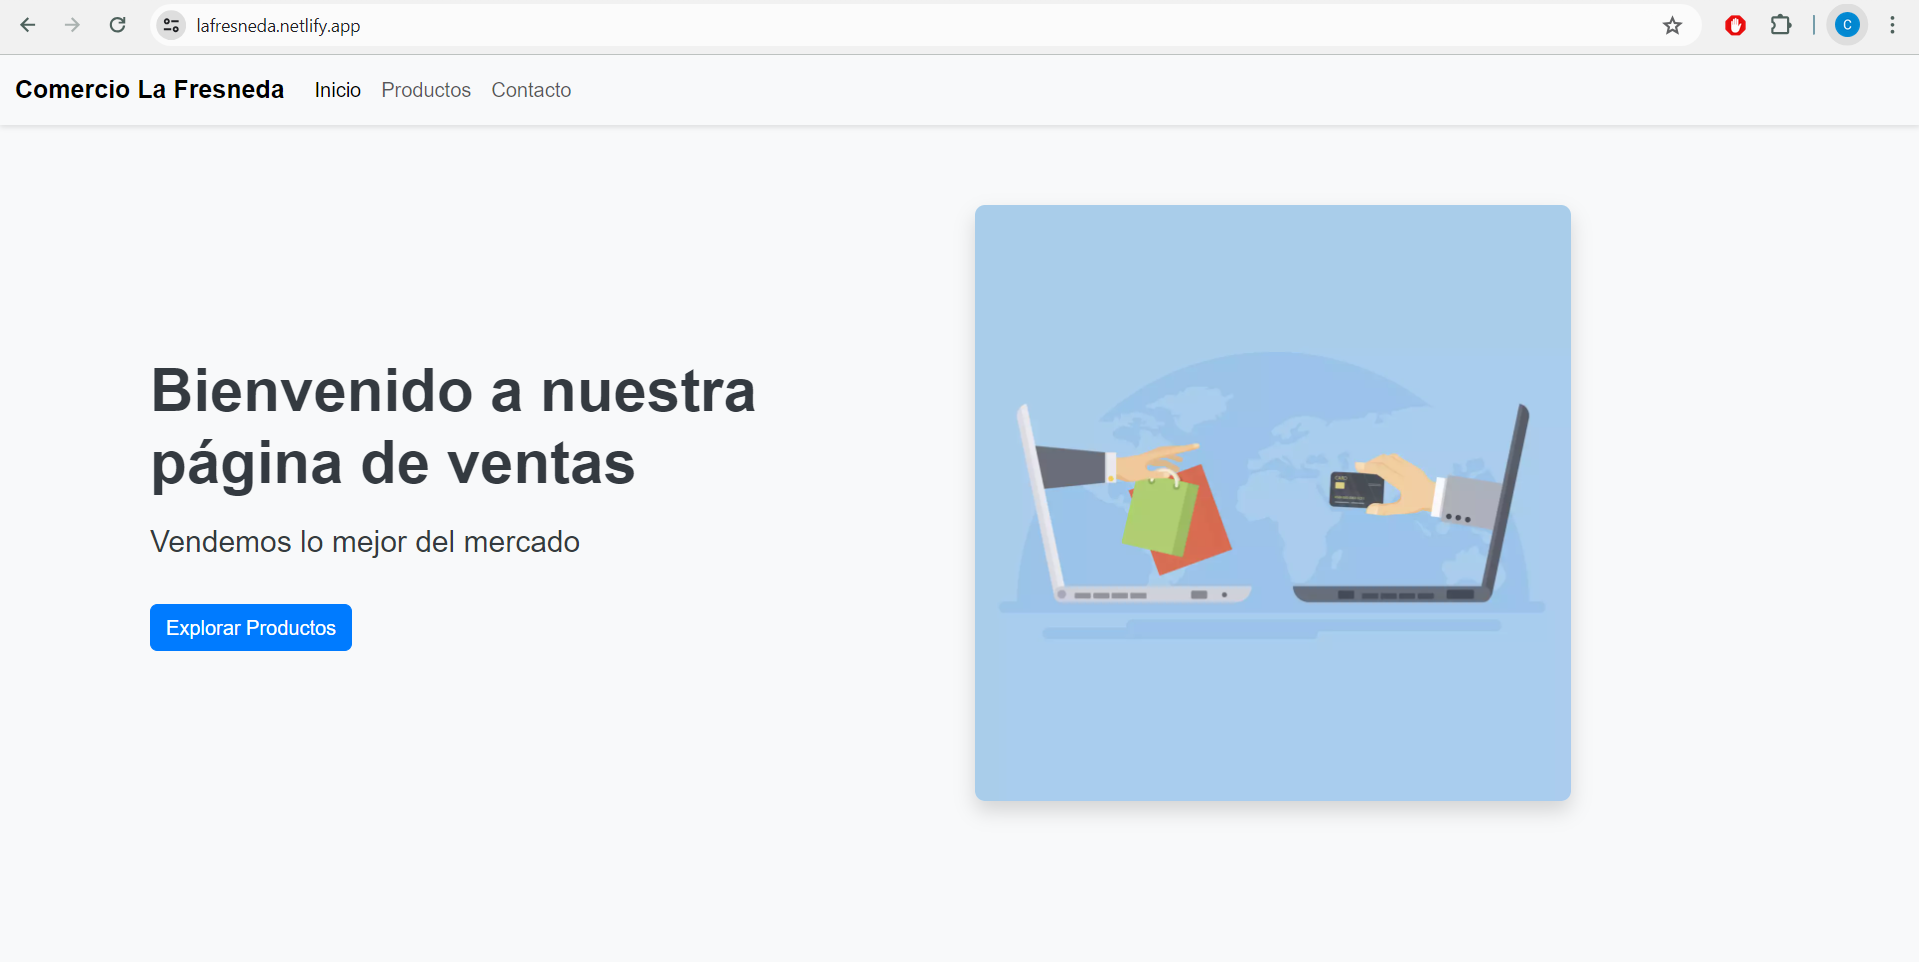 lafresneda.netlify.app
C
Comercio La Fresneda Inicio Productos Contacto
Bienvenido a nuestra
página de ventas
Vendemos lo mejor del mercado
Explorar Productos